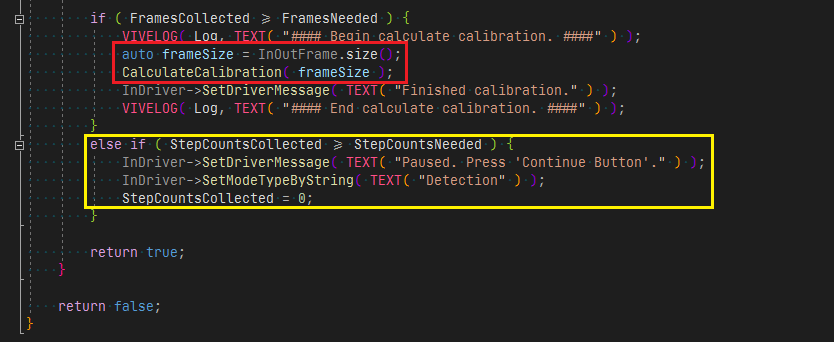 if ( FramesCollected >= FramesNeeded ) {
VIVELOG( Log, TEXT( "#### Begin calculate calibration. ####" ) );
auto frameSize = InOutFrame.size();
CalculateCalibration( frameSize );
InDriver->SetDriverMessage( TEXT( "Finished calibration." ) );
VIVELOG( Log, TEXT( "#### End calculate calibration. ####" ) );
}
else if ( StepCountsCollected >= StepCountsNeeded ) {
InDriver->SetDriverMessage( TEXT( "Paused. Press 'Continue Button'." ) );
InDriver->SetModeTypeByString( TEXT( "Detection" ) );
StepCountsCollected = 0;
}
return true;
}
return false;
}